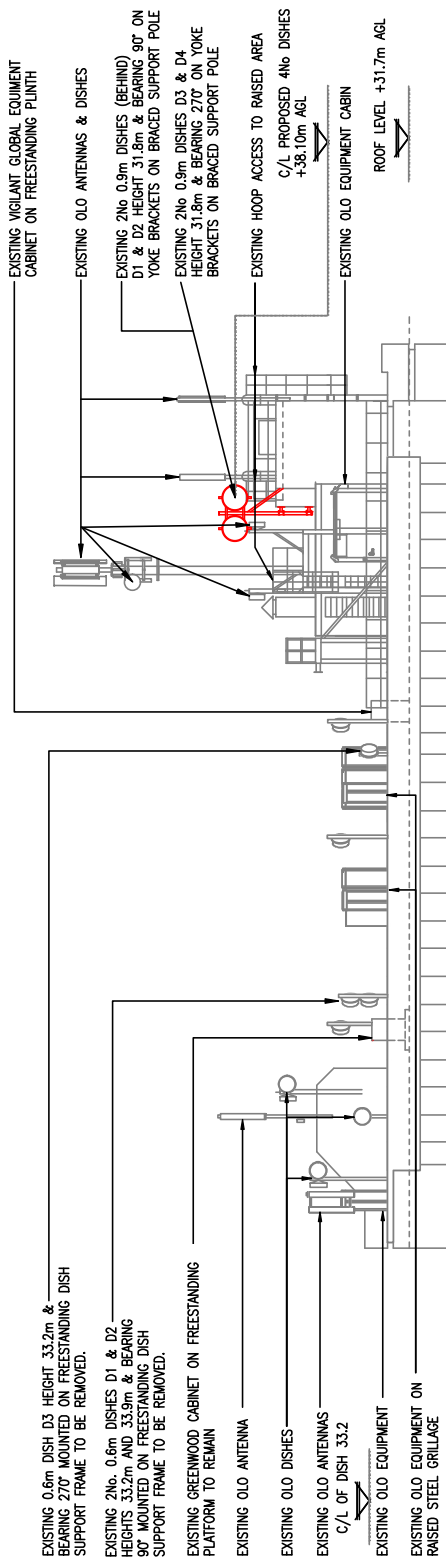 EXISTING VIGILANT GLOBAL EQUIMENT
CABINET ON FREESTANDING PLINTH
EXISTING OLO ANTENNAS & DISHES
EXISTING 2No 0.9m DISHES (BEHIND)
D1 & D2 HEIGHT 31.8m & BEARING 90° ON
YOKE BRACKETS ON BRACED SUPPORT POLE
EXISTING 2No 0.9m DISHES D3 & D4
HEIGHT 31.8m & BEARING 270° ON YOKE
BRACKETS ON BRACED SUPPORT POLE
EXISTING HOOP ACCESS TO RAISED AREA
C/L PROPOSED 4No DISHES
+38.10m AGL
EXISTING OLO EQUIPMENT CABIN
ROOF LEVEL +31.7m AGL
EXISTING 0.6m DISH D3 HEIGHT 33.2m &
BEARING 270° MOUNTED ON FREESTANDING DISH
SUPPORT FRAME TO BE REMOVED.
EXISTING 2No. 0.6m DISHES D1 & D2
HEIGHTS 33.2m AND 33.9m & BEARING
90° MOUNTED ON FREESTANDING DISH
SUPPORT FRAME TO BE REMOVED.
EXISTING GREENWOOD CABINET ON FREESTANDING
PLATFORM TO REMAIN
EXISTING OLO ANTENNA
EXISTING OLO DISHES
EXISTING OLO ANTENNAS
C/L OF DISH 33.2
EXISTING OLO EQUIPMENT
EXISTING OLO EQUIPMENT ON
RAISED STEEL GRILLAGE